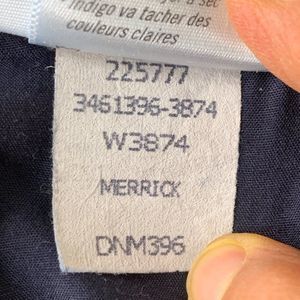 indigo va tacher des
couleurs claires
225777
3461396-3874
W3874
MERRICK
DNM396